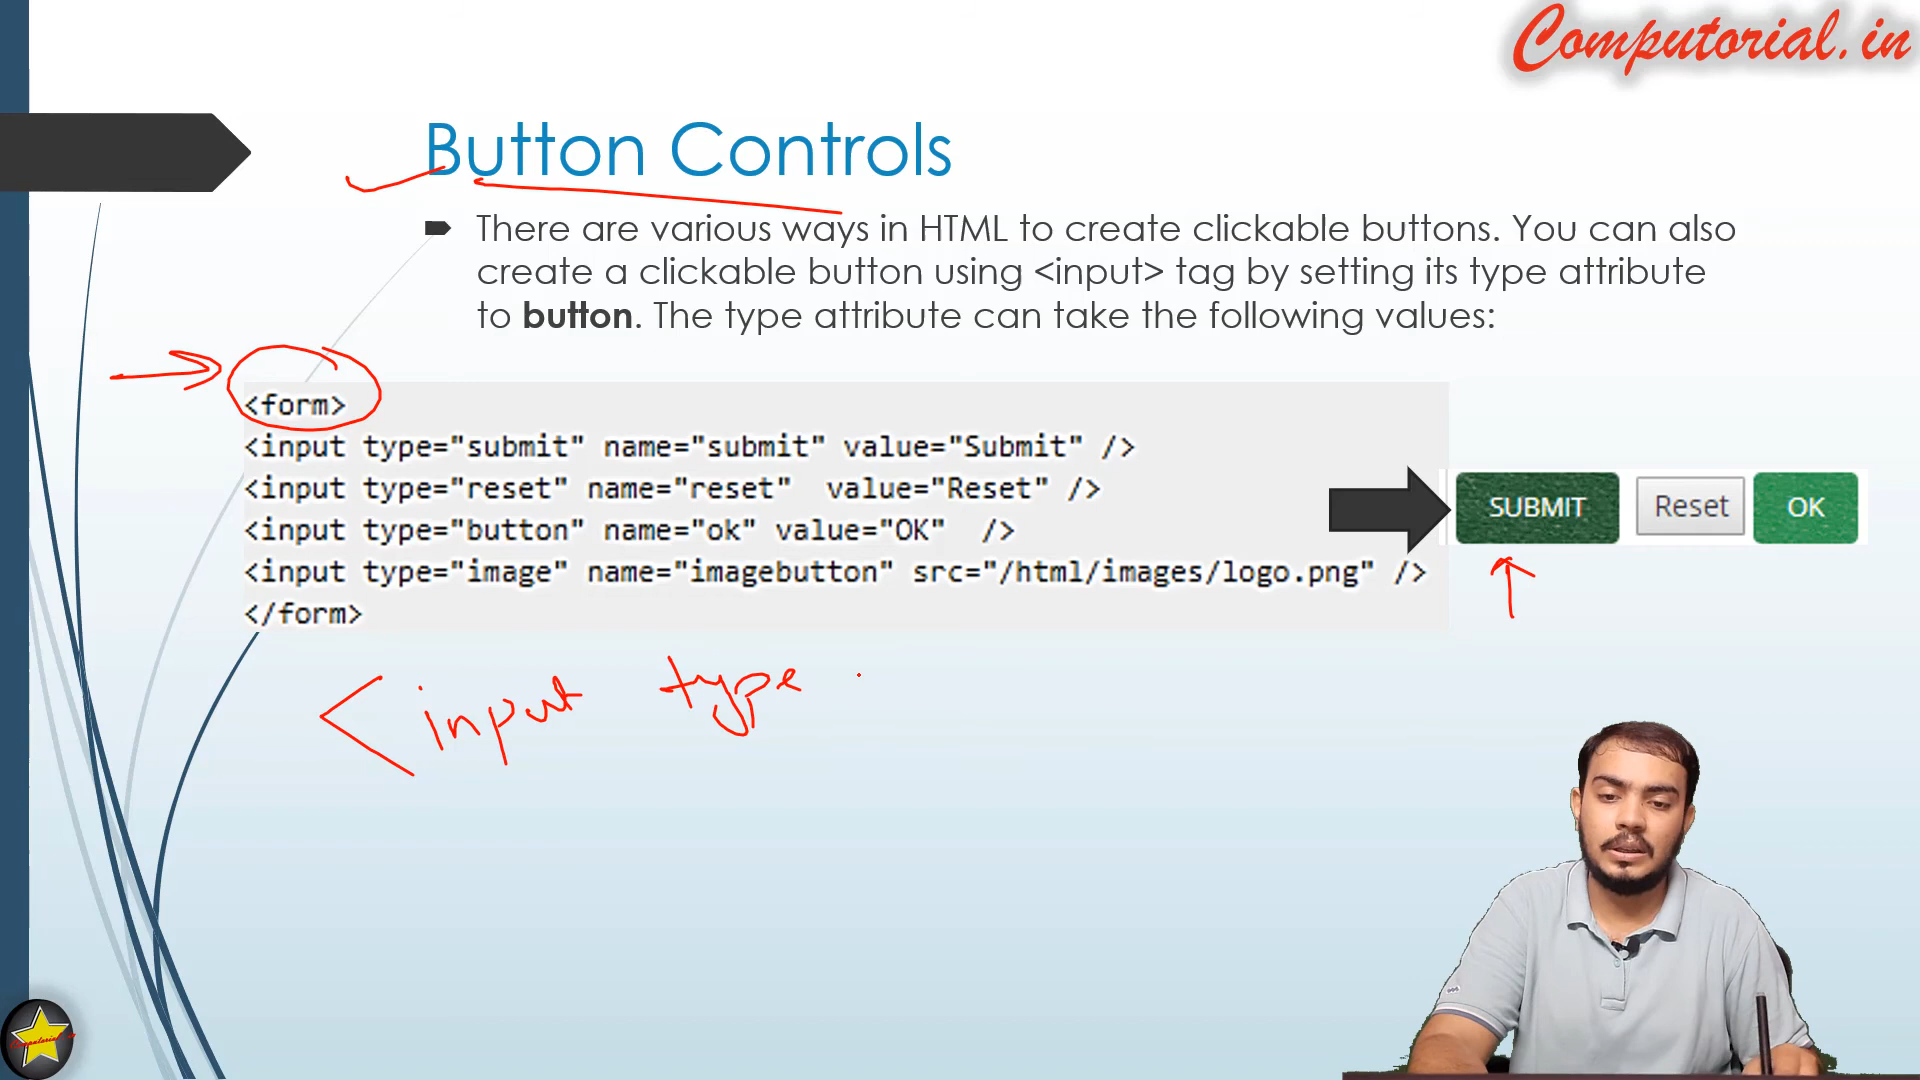 Computorial.in
Button Controls
There are various ways in HTML to create clickable buttons. You can also
create a clickable button using <input> tag by setting its type attribute
to button. The type attribute can take the following values:
<form>
<input type="submit" name="submit" value="Submit" />
<input type="reset" name="reset"  value="Reset" />
<input type="button" name="ok" value="OK"  />
<input type="image" name="imagebutton" src="/html/images/logo.png" />
</form>
SUBMIT Reset OK
<input type
Computorial.in